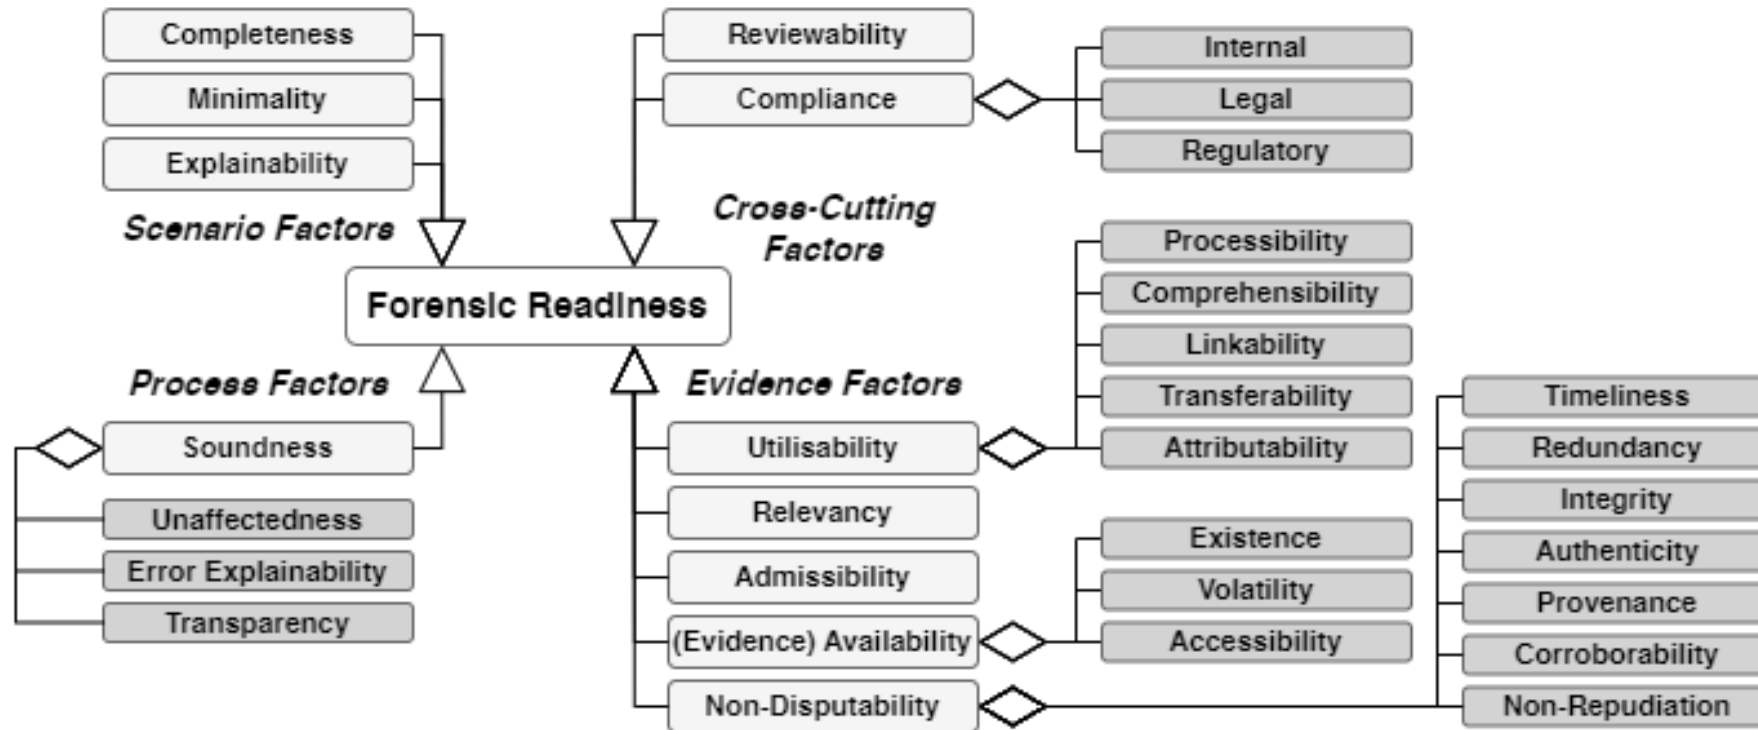 Completeness
Minimality
Explainability
Scenario Factors
Reviewability
Compliance
Internal
Legal
Regulatory
Cross-Cutting
Factors
Forensic Readiness
Process Factors
Soundness
Unaffectedness
Error Explainability
Transparency
Evidence Factors
Utilisability
Relevancy
Admissibility
(Evidence) Availability
Non-Disputability
Processibility
Comprehensibility
Linkability
Transferability
Attributability
Existence
Volatility
Accessibility
Timeliness
Redundancy
Integrity
Authenticity
Provenance
Corroborability
Non-Repudiation